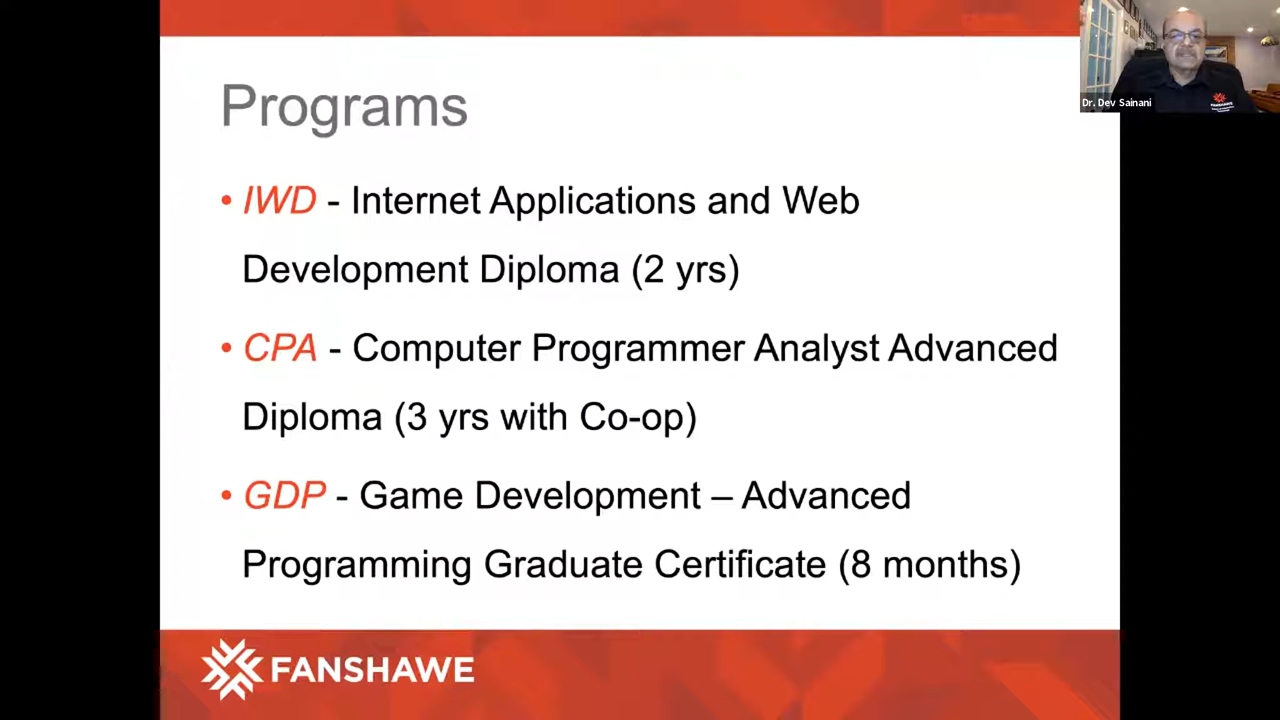 Programs
• IWD - Internet Applications and Web
Development Diploma (2 yrs)
• CPA - Computer Programmer Analyst Advanced
Diploma (3 yrs with Co-op)
• GDP - Game Development – Advanced
Programming Graduate Certificate (8 months)
FANSHAWE
Dr. Dev Sainani
FANSHAWE